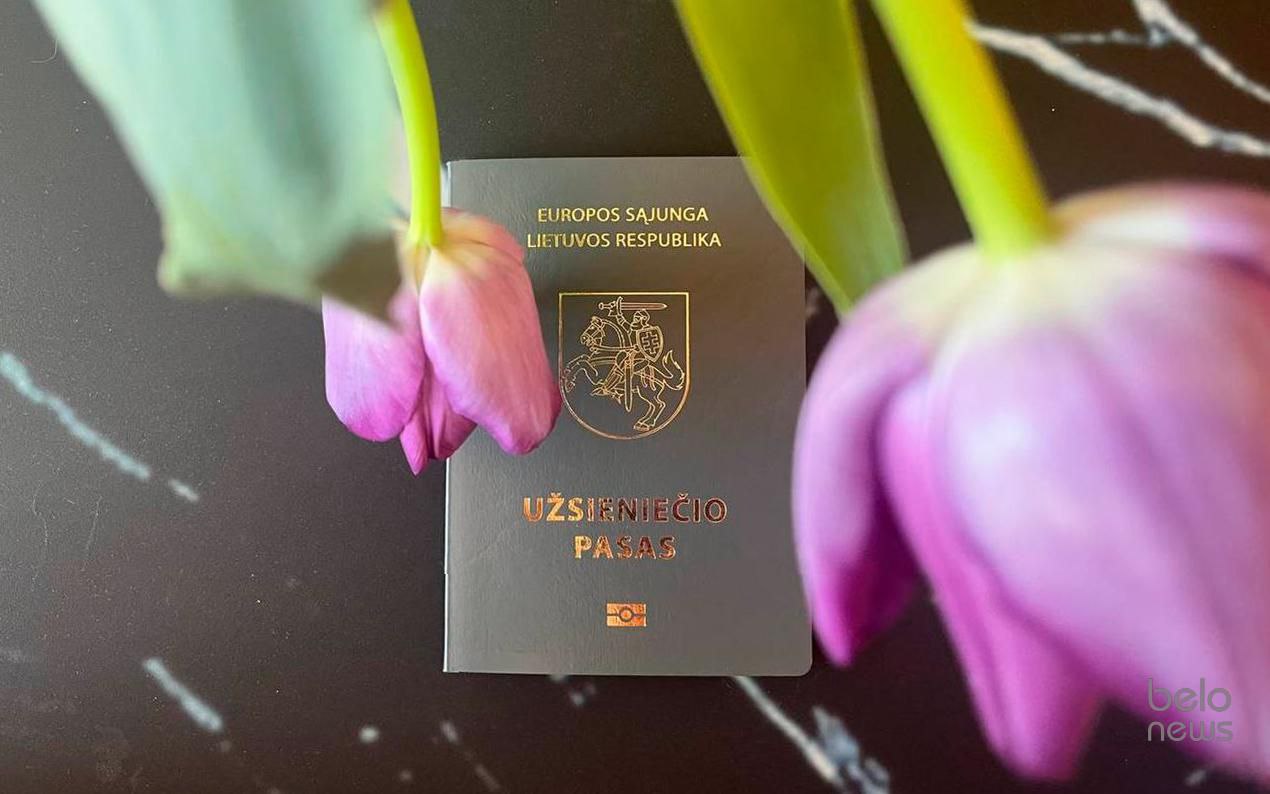 EUROPOS SĄJUNGA
LIETUVOS RESPUBLIKA
UŽSIENIEČIO
PASAS
belo
news